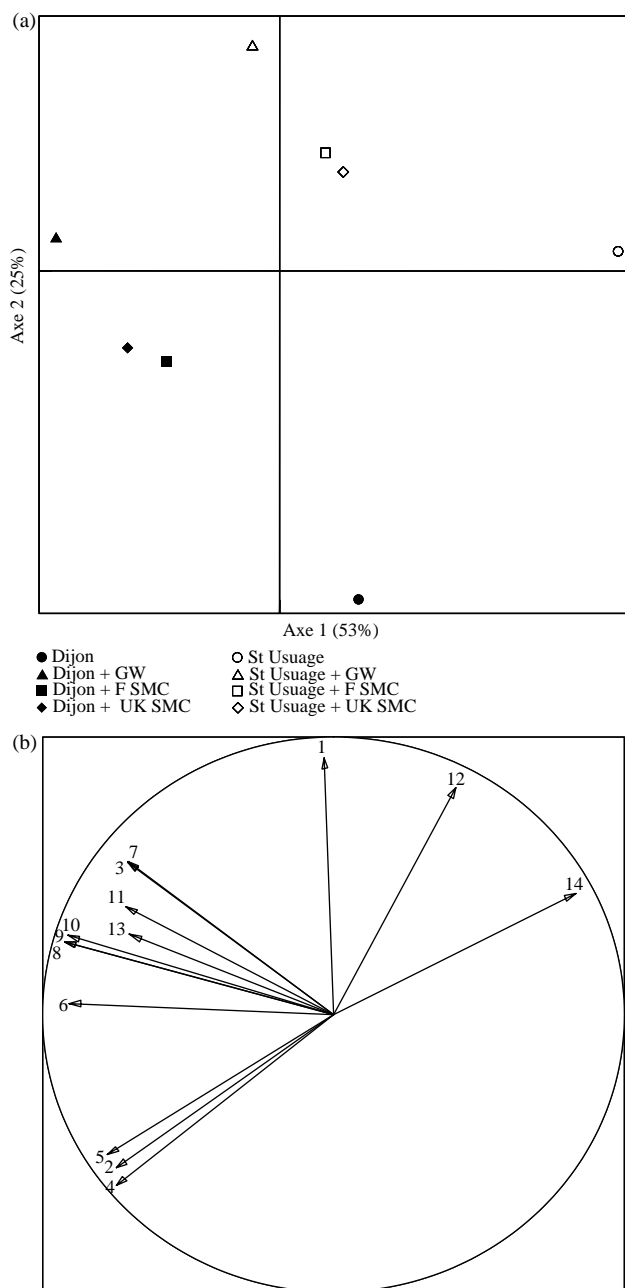 (a)
Axe 2 (25%)
Axe 1 (53%)
Dijon
St Usuage
Dijon + GW
St Usuage + GW
Dijon + F SMC
St Usuage + F SMC
Dijon + UK SMC
St Usuage + UK SMC
(b)
1
12
7
3
14
11
10
13
9
8
6
5
2
4